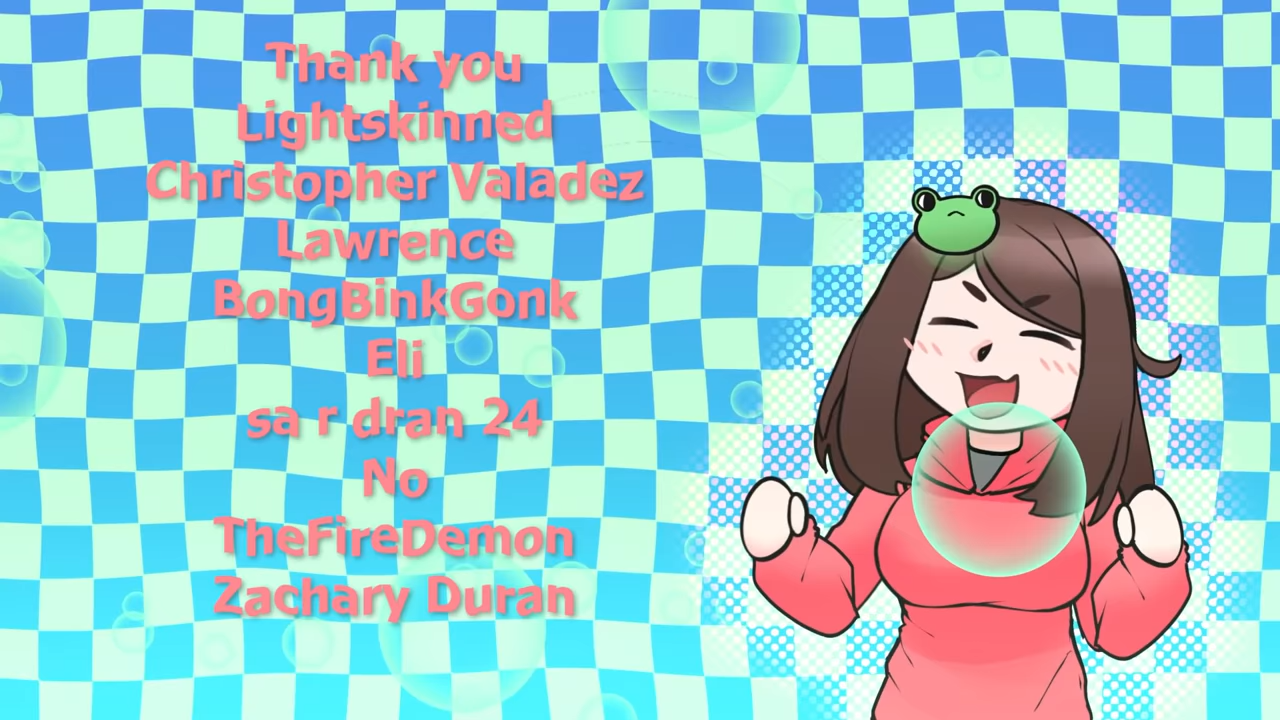 Thank you
Lightskinned
Christopher Valadez
Lawrence
BongBinkGonk
Eli
sa r dran 24
No
TheFireDemon
Zachary Duran